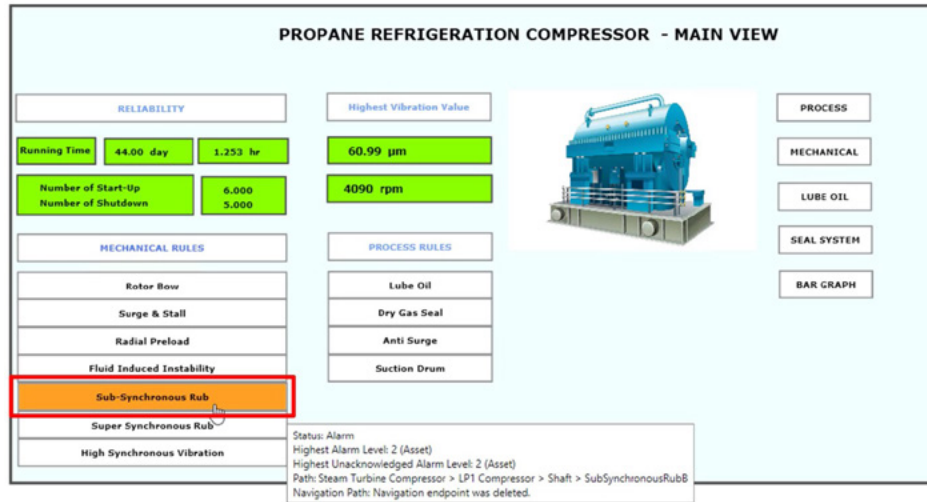 PROPANE REFRIGERATION COMPRESSOR - MAIN VIEW
RELIABILITY
Running Time 44.00 day 1.253 hr
Number of Start-Up 6.000
Number of Shutdown 5.000
MECHANICAL RULES
Rotor Bow
Surge & Stall
Radial Preload
Fluid Induced Instability
Sub-Synchronous Rub
Super Synchronous Rub
High Synchronous Vibration
Highest Vibration Value
60.99 µm
4090 rpm
PROCESS RULES
Lube Oil
Dry Gas Seal
Anti Surge
Suction Drum
PROCESS
MECHANICAL
LUBE OIL
SEAL SYSTEM
BAR GRAPH
Status: Alarm
Highest Alarm Level: 2 (Asset)
Highest Unacknowledged Alarm Level: 2 (Asset)
Path: Steam Turbine Compressor > LP1 Compressor > Shaft > SubSynchronousRubB
Navigation Path: Navigation endpoint was deleted.